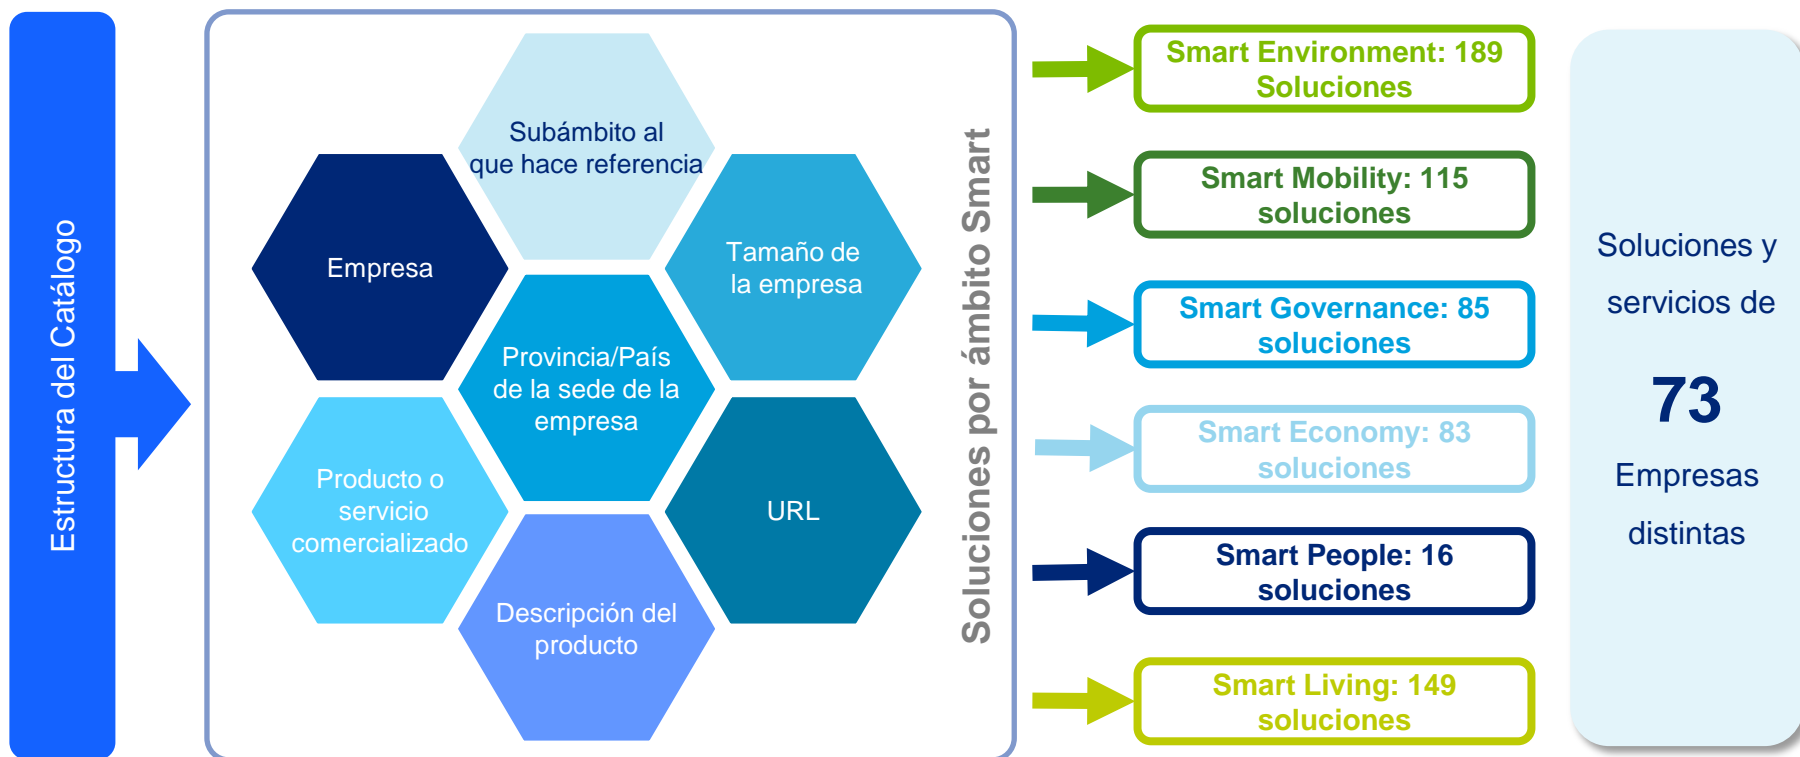 Estructura del Catálogo
Subámbito al
que hace referencia
Empresa
Tamaño de
la empresa
Provincia/País
de la sede de la
empresa
Producto o
servicio
comercializado
URL
Descripción del
producto
Soluciones por ámbito Smart
Smart Environment: 189
Soluciones
Smart Mobility: 115
soluciones
Smart Governance: 85
soluciones
Smart Economy: 83
soluciones
Smart People: 16
soluciones
Smart Living: 149
soluciones
Soluciones y
servicios de
73
Empresas
distintas